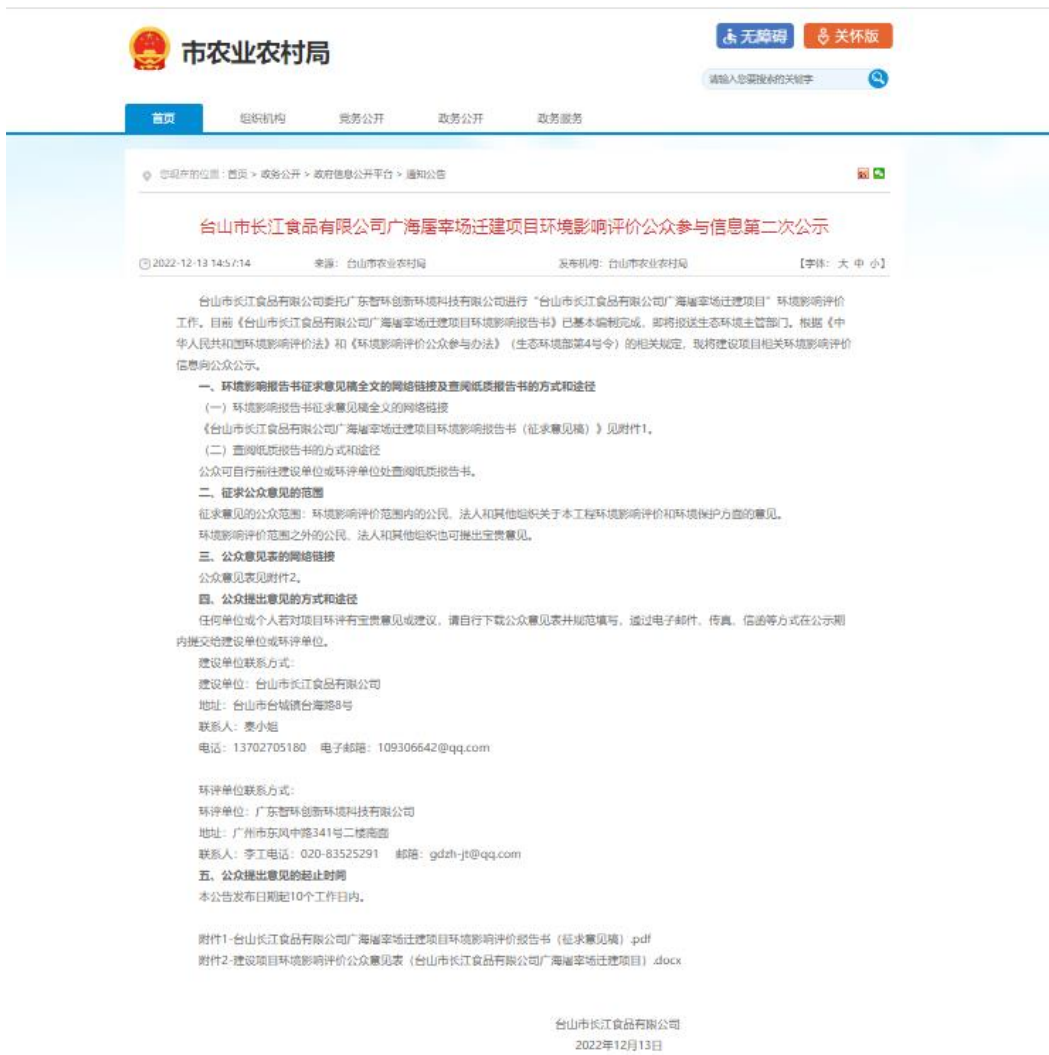 市农业农村局
无障碍
关怀版
请输入您要搜索的关键字
首页 组织机构 党务公开 政务公开 政务服务
您现在的位置：首页 > 政务公开 > 政府信息公开平台 > 通知公告
台山市长江食品有限公司广海屠宰场迁建项目环境影响评价公众参与信息第二次公示
2022-12-13 14:57:14 来源：台山市农业农村局 发布机构：台山市农业农村局 【字体：大 中 小】
台山市长江食品有限公司委托广东智环创新环境科技有限公司进行“台山市长江食品有限公司广海屠宰场迁建项目”环境影响评价
工作。目前《台山市长江食品有限公司广海屠宰场迁建项目环境影响报告书》已基本编制完成，即将报送生态环境主管部门。根据《中
华人民共和国环境影响评价法》和《环境影响评价公众参与办法》（生态环境部第4号令）的相关规定，现将建设项目相关环境影响评价
信息向公众公示。
一、环境影响报告书征求意见稿全文的网络链接及查阅纸质报告书的方式和途径
（一）环境影响报告书征求意见稿全文的网络链接
《台山市长江食品有限公司广海屠宰场迁建项目环境影响报告书（征求意见稿）》见附件1。
（二）查阅纸质报告书的方式和途径
公众可自行前往建设单位或环评单位处查阅纸质报告书。
二、征求公众意见的范围
征求意见的公众范围：环境影响评价范围内的公民、法人和其他组织关于本工程环境影响评价和环境保护方面的意见。
环境影响评价范围之外的公民、法人和其他组织也可提出宝贵意见。
三、公众意见表的网络链接
公众意见表见附件2。
四、公众提出意见的方式和途径
任何单位或个人若对项目环评有宝贵意见或建议，请自行下载公众意见表并规范填写，通过电子邮件、传真、信函等方式在公示期
内提交给建设单位或环评单位。
建设单位联系方式：
建设单位：台山市长江食品有限公司
地址：台山市台城镇台海路8号
联系人：麦小姐
电话：13702705180 电子邮箱：109306642@qq.com
环评单位联系方式：
环评单位：广东智环创新环境科技有限公司
地址：广州市东风中路341号二楼南面
联系人：李工电话：020-83525291 邮箱：gdzh-jt@qq.com
五、公众提出意见的起止时间
本公告发布日期起10个工作日内。
附件1-台山长江食品有限公司广海屠宰场迁建项目环境影响评价报告书（征求意见稿）.pdf
附件2-建设项目环境影响评价公众意见表（台山市长江食品有限公司广海屠宰场迁建项目）.docx
台山市长江食品有限公司
2022年12月13日